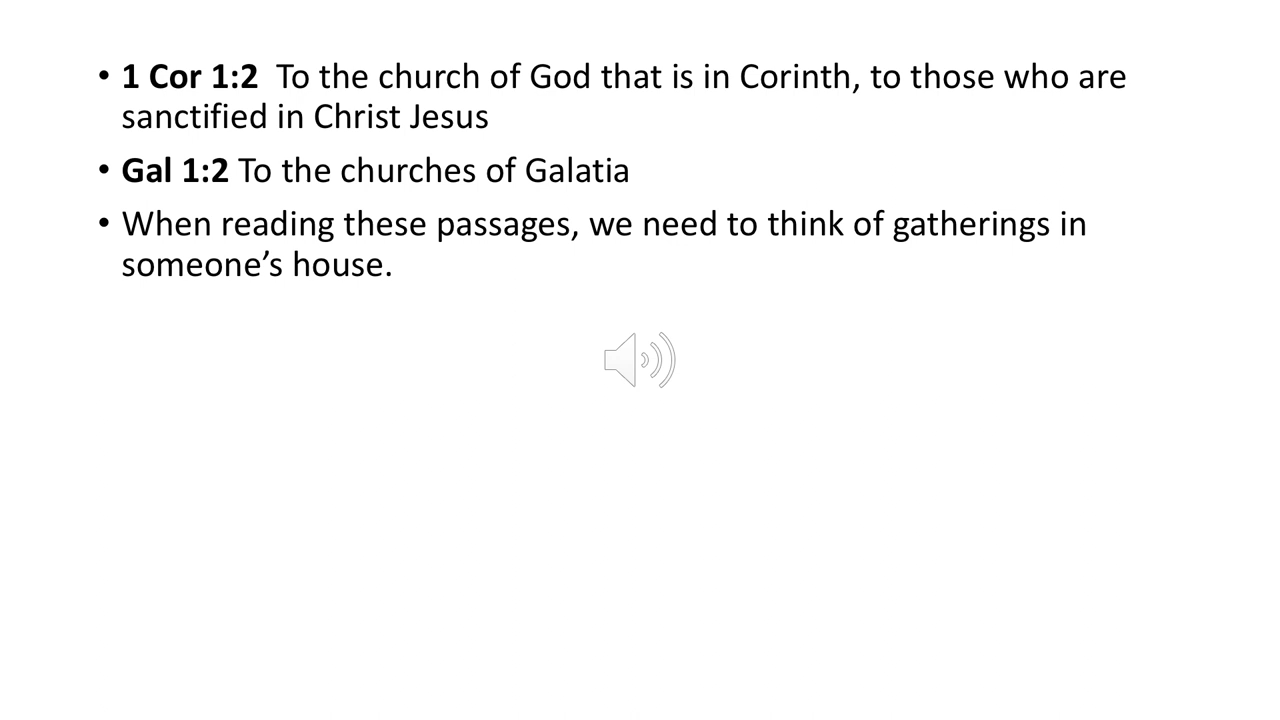 • 1 Cor 1:2  To the church of God that is in Corinth, to those who are
sanctified in Christ Jesus
• Gal 1:2 To the churches of Galatia
• When reading these passages, we need to think of gatherings in
someone’s house.